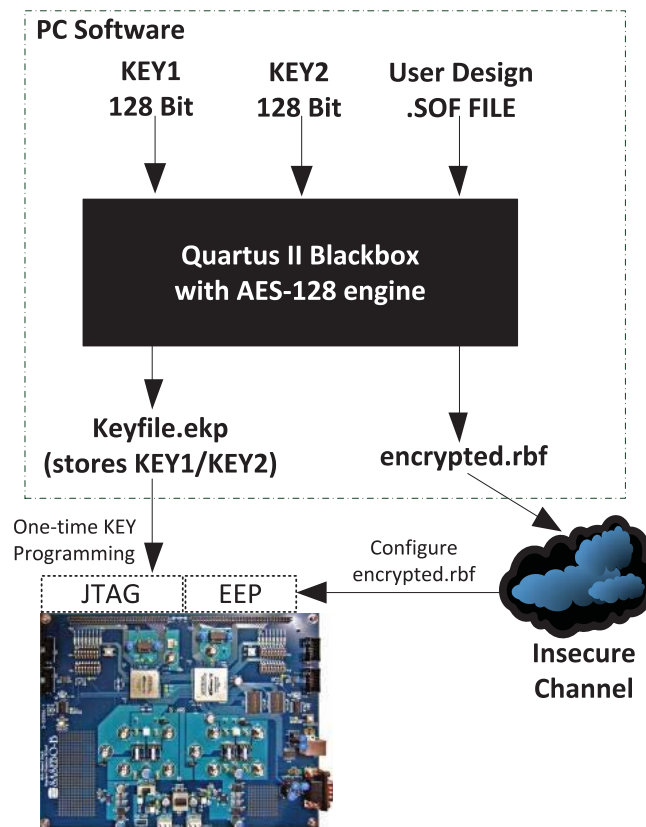 PC Software
KEY1
128 Bit
KEY2
128 Bit
User Design
.SOF FILE
Quartus II Blackbox
with AES-128 engine
Keyfile.ekp
(stores KEY1/KEY2)
encrypted.rbf
One-time KEY
Programming
Configure
encrypted.rbf
JTAG
EEP
Insecure
Channel